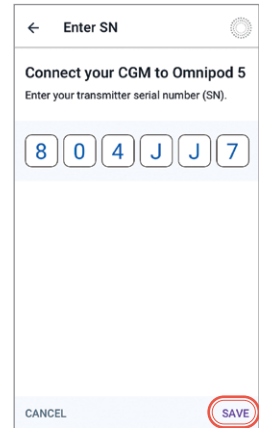 Enter SN
Connect your CGM to Omnipod 5
Enter your transmitter serial number (SN).
8 0 4 J J 7
CANCEL SAVE